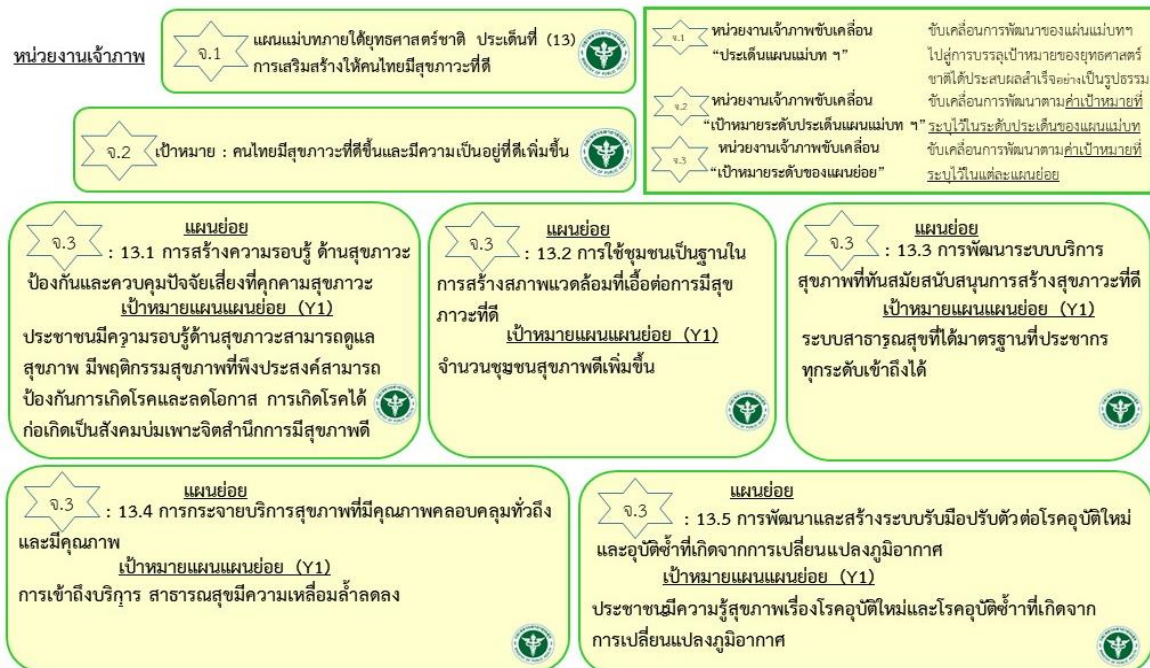 หน่วยงานเจ้าภาพ
จ.1
แผนแม่บทภายใต้ยุทธศาสตร์ชาติ ประเด็นที่ (13)
การเสริมสร้างให้คนไทยมีสุขภาวะที่ดี
จ.2
เป้าหมาย : คนไทยมีสุขภาวะที่ดีขึ้นและมีความเป็นอยู่ที่ดีเพิ่มขึ้น
จ.1
หน่วยงานเจ้าภาพขับเคลื่อน
“ประเด็นแผนแม่บท ฯ”
ขับเคลื่อนการพัฒนาของแผ่นแม่บทฯ
ไปสู่การบรรลุเป้าหมายของยุทธศาสตร์
ชาติได้ประสบผลสำเร็จอย่างเป็นรูปธรรม
จ.2
หน่วยงานเจ้าภาพขับเคลื่อน
“เป้าหมายระดับประเด็นแผนแม่บท ฯ”
ขับเคลื่อนการพัฒนาตามค่าเป้าหมายที่
ระบุไว้ในระดับประเด็นของแผนแม่บท
จ.3
หน่วยงานเจ้าภาพขับเคลื่อน
“เป้าหมายระดับของแผนย่อย”
ขับเคลื่อนการพัฒนาตามค่าเป้าหมายที่
ระบุไว้ในแต่ละแผนย่อย
จ.3
แผนย่อย
: 13.1 การสร้างความรอบรู้ ด้านสุขภาวะ
ป้องกันและควบคุมปัจจัยเสี่ยงที่คุกคามสุขภาวะ
เป้าหมายแผนแผนย่อย (Y1)
ประชาชนมีความรอบรู้ด้านสุขภาวะสามารถดูแล
สุขภาพ มีพฤติกรรมสุขภาพที่พึงประสงค์สามารถ
ป้องกันการเกิดโรคและลดโอกาส การเกิดโรคได้
ก่อเกิดเป็นสังคมบ่มเพาะจิตสำนึกการมีสุขภาพดี
จ.3
แผนย่อย
: 13.2 การใช้ชุมชนเป็นฐานใน
การสร้างสภาพแวดล้อมที่เอื้อต่อการมีสุข
ภาวะที่ดี
เป้าหมายแผนแผนย่อย (Y1)
จำนวนชุมชนสุขภาพดีเพิ่มขึ้น
จ.3
แผนย่อย
: 13.3 การพัฒนาระบบบริการ
สุขภาพที่ทันสมัยสนับสนุนการสร้างสุขภาวะที่ดี
เป้าหมายแผนแผนย่อย (Y1)
ระบบสาธารณสุขที่ได้มาตรฐานที่ประชากร
ทุกระดับเข้าถึงได้
จ.3
แผนย่อย
: 13.4 การกระจายบริการสุขภาพที่มีคุณภาพคลอบคลุมทั่วถึง
และมีคุณภาพ
เป้าหมายแผนแผนย่อย (Y1)
การเข้าถึงบริการ สาธารณสุขมีความเหลื่อมล้ำลดลง
จ.3
แผนย่อย
: 13.5 การพัฒนาและสร้างระบบรับมือปรับตัวต่อโรคอุบัติใหม่
และอุบัติซ้ำที่เกิดจากการเปลี่ยนแปลงภูมิอากาศ
เป้าหมายแผนแผนย่อย (Y1)
ประชาชนมีความรู้สุขภาพเรื่องโรคอุบัติใหม่และโรคอุบัติซ้ำาที่เกิดจาก
การเปลี่ยนแปลงภูมิอากาศ